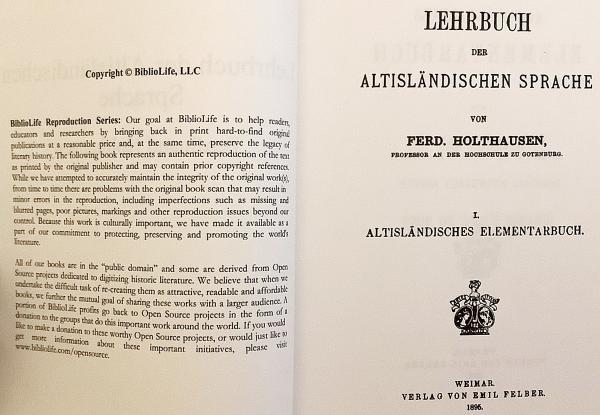 Copyright © BiblioLife, LLC
BiblioLife Reproduction Series: Our goal at BiblioLife is to help readers,
educators and researchers by bringing back in print hard-to-find original
publications at a reasonable price and, at the same time, preserve the legacy of
literary history. The following book represents an authentic reproduction of the text
as printed by the original publisher and may contain prior copyright references.
While we have attempted to accurately maintain the integrity of the original work(s),
from time to time there are problems with the original book scan that may result in
minor errors in the reproduction, including imperfections such as missing and
blurred pages, poor pictures, markings and other reproduction issues beyond our
control. Because this work is culturally important, we have made it available as a
part of our commitment to protecting, preserving and promoting the world's
literature.
All of our books are in the "public domain" and some are derived from Open
Source projects dedicated to digitizing historic literature. We believe that when we
undertake the difficult task of re-creating them as attractive, readable and affordable
books, we further the mutual goal of sharing these works with a larger audience. A
portion of BiblioLife profits go back to Open Source projects in the form of a
donation to the groups that do this important work around the world. If you would
like to make a donation to these worthy Open Source projects, or would just like to
get more information about these important initiatives, please visit
www.bibliolife.com/opensource.
LEHRBUCH
DER
ALTISLÄNDISCHEN SPRACHE
VON
FERD. HOLTHAUSEN,
PROFESSOR AN DER HOCHSCHULE ZU GOTENBURG.
I.
ALTISLÄNDISCHES ELEMENTARBUCH.
WEIMAR.
VERLAG VON EMIL FELBER.
1895.